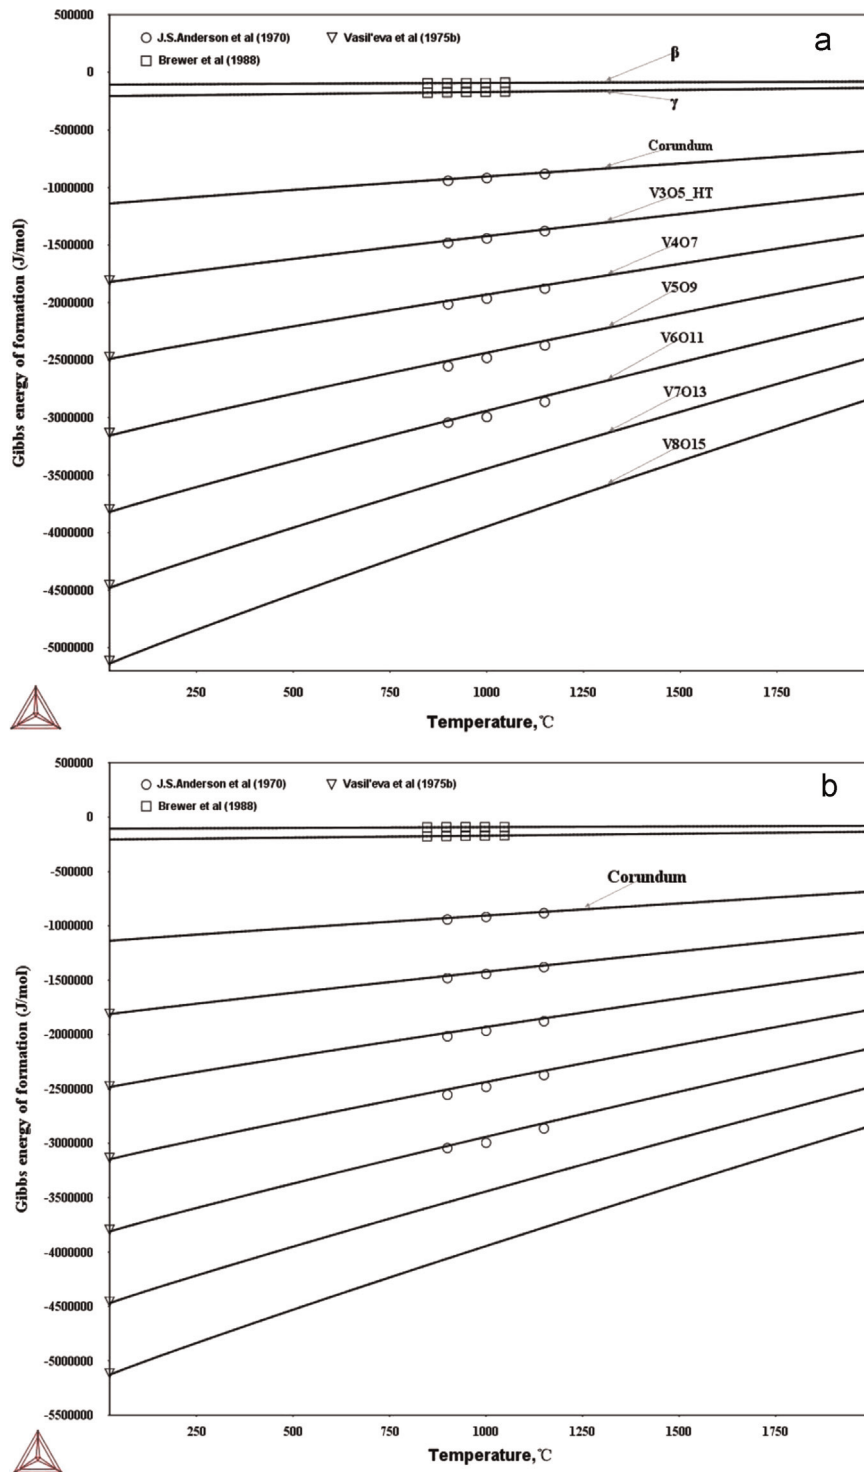 a
J.S.Anderson et al (1970) Vasil'eva et al (1975b)
Brewer et al (1988)
500000
0
-500000
-1000000
-1500000
-2000000
-2500000
-3000000
-3500000
-4000000
-4500000
-5000000
Gibbs energy of formation (J/mol)
β
γ
Corundum
V3O5_HT
V4O7
V5O9
V6O11
V7O13
V8O15
250 500 750 1000 1250 1500 1750
Temperature,℃
b
J.S.Anderson et al (1970) Vasil'eva et al (1975b)
Brewer et al (1988)
500000
0
-500000
-1000000
-1500000
-2000000
-2500000
-3000000
-3500000
-4000000
-4500000
-5000000
-5500000
Gibbs energy of formation (J/mol)
Corundum
250 500 750 1000 1250 1500 1750
Temperature,℃